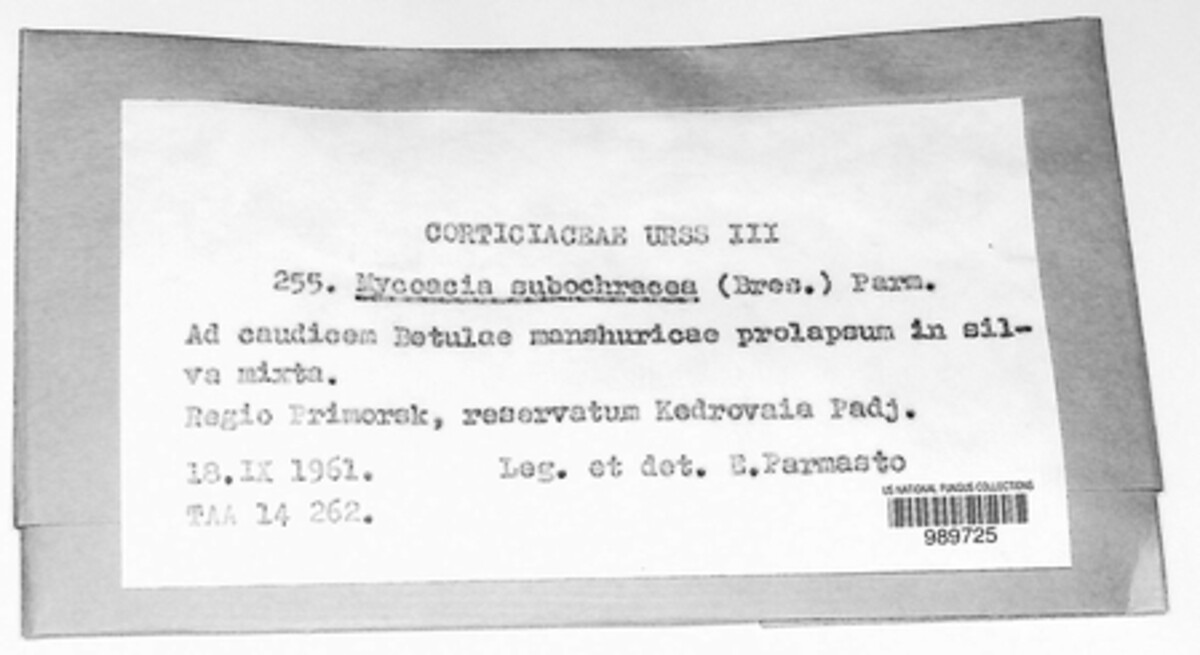 CORTICIACEAE URSS III
255. Mycoacia subochracea (Bres.) Parm.
Ad caudicem Betulae manshuricae prolapsum in sil-
va mixta.
Regio Primorsk, reservatum Kedrovaia Padj.
18.IX 1961. Leg. et det. E.Parmasto
TAA 14 262.
US NATIONAL FUNGUS COLLECTIONS
989725